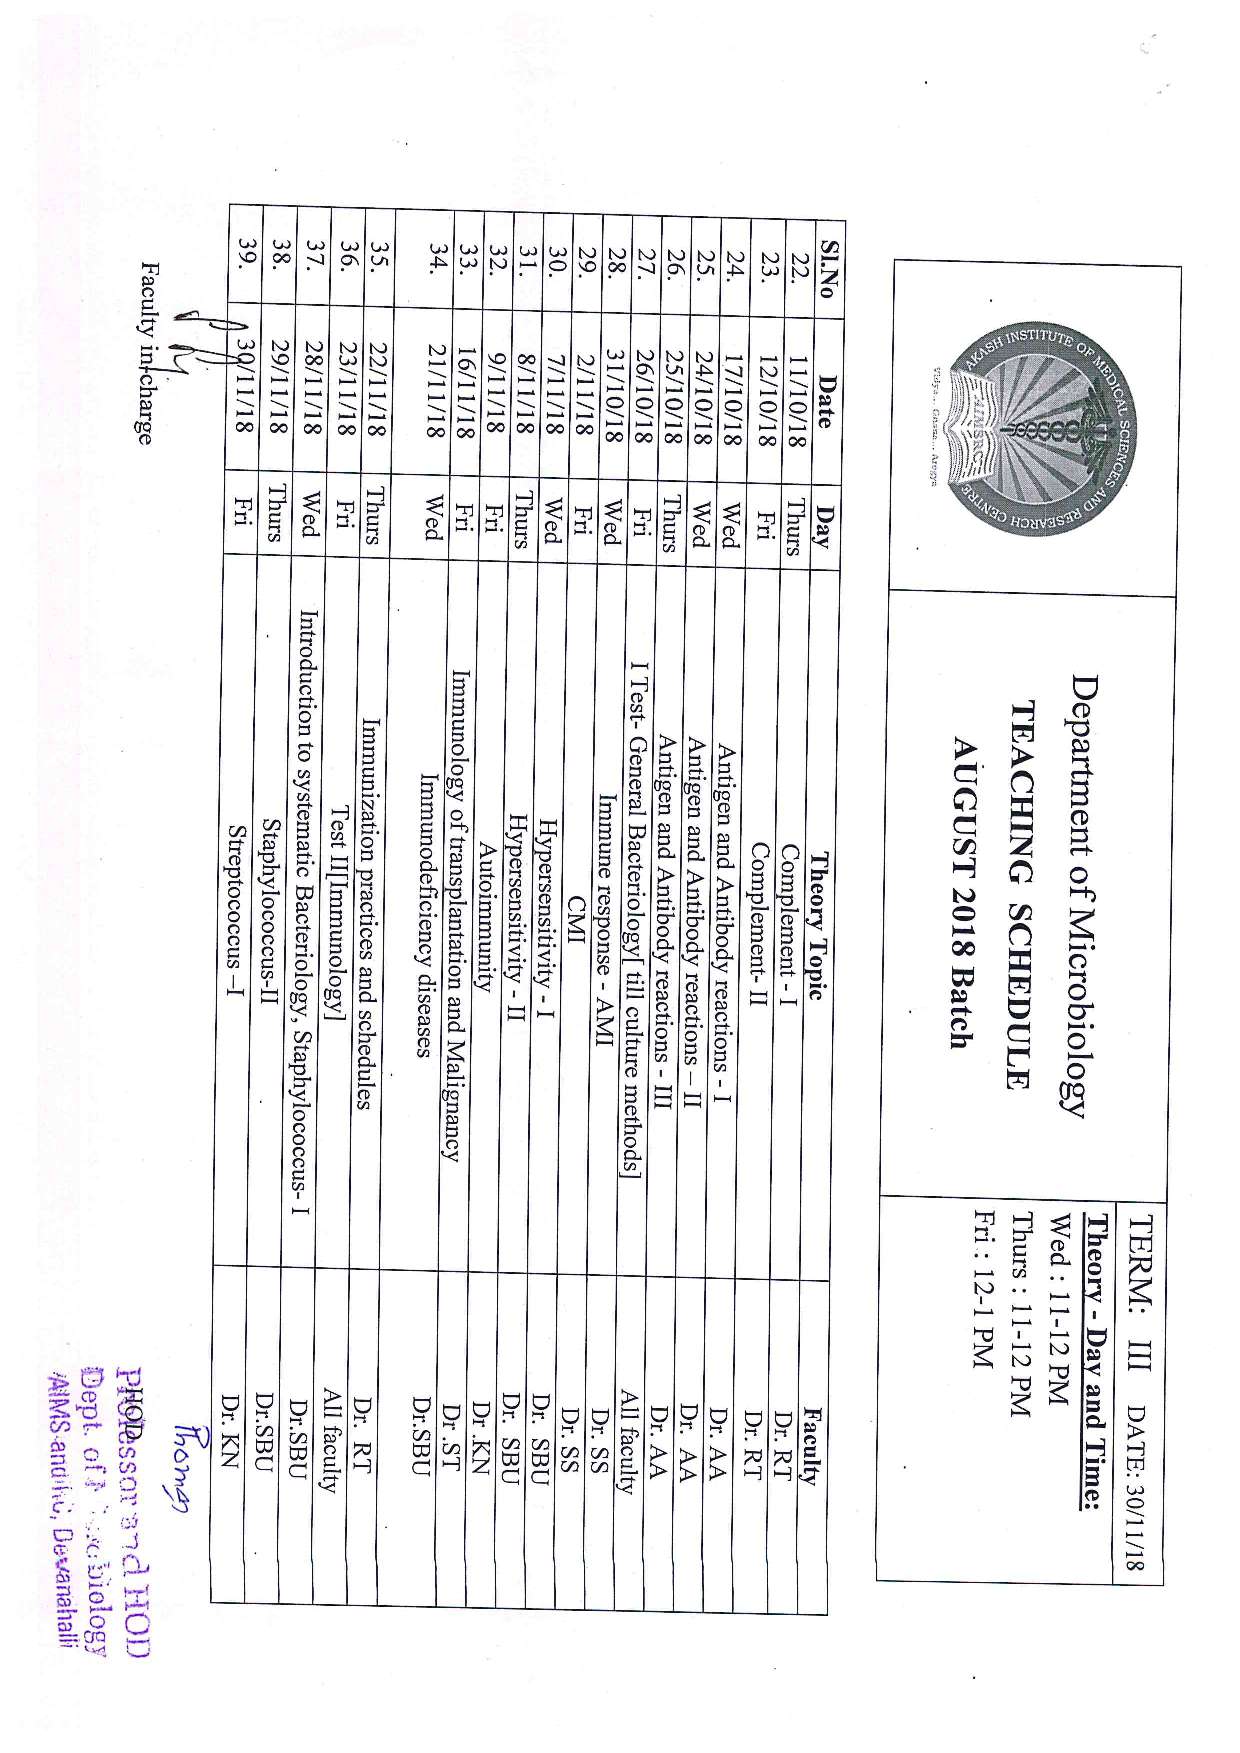 AKASH INSTITUTE OF MEDICAL SCIENCES AND RESEARCH CENTRE
AIMSRC
Vidya... Arogya
Department of Microbiology
TEACHING SCHEDULE
AUGUST 2018 Batch
TERM: III DATE: 30/11/18
Theory - Day and Time:
Wed : 11-12 PM
Thurs : 11-12 PM
Fri : 12-1 PM
Sl.No Date Day Theory Topic Faculty
22. 11/10/18 Thurs Complement - I Dr. RT
23. 12/10/18 Fri Complement- II Dr. RT
24. 17/10/18 Wed Antigen and Antibody reactions - I Dr. AA
25. 24/10/18 Wed Antigen and Antibody reactions – II Dr. AA
26. 25/10/18 Thurs Antigen and Antibody reactions - III Dr. AA
27. 26/10/18 Fri I Test- General Bacteriology[ till culture methods] All faculty
28. 31/10/18 Wed Immune response - AMI Dr. SS
29. 2/11/18 Fri CMI Dr. SS
30. 7/11/18 Wed Hypersensitivity - I Dr. SBU
31. 8/11/18 Thurs Hypersensitivity - II Dr. SBU
32. 9/11/18 Fri Autoimmunity Dr .KN
33. 16/11/18 Fri Immunology of transplantation and Malignancy Dr .ST
34. 21/11/18 Wed Immunodeficiency diseases Dr.SBU
35. 22/11/18 Thurs Immunization practices and schedules Dr. RT
36. 23/11/18 Fri Test II[Immunology] All faculty
37. 28/11/18 Wed Introduction to systematic Bacteriology, Staphylococcus- I Dr.SBU
38. 29/11/18 Thurs Staphylococcus-II Dr.SBU
39. 30/11/18 Fri Streptococcus –I Dr. KN
Faculty in-charge
HOD
Professor and HOD
Dept. of Microbiology
AIMS and RC, Devanahalli